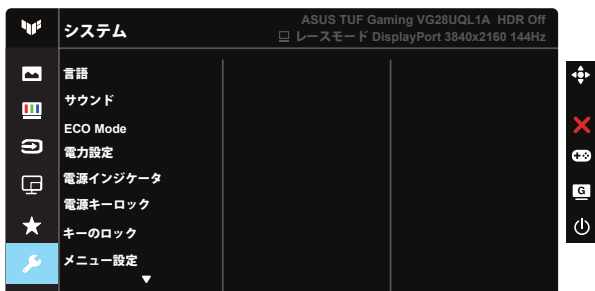 システム
ASUS TUF Gaming VG28UQL1A HDR Off
レースモード DisplayPort 3840x2160 144Hz
言語
サウンド
ECO Mode
電力設定
電源インジケータ
電源キーロック
キーのロック
メニュー設定
G